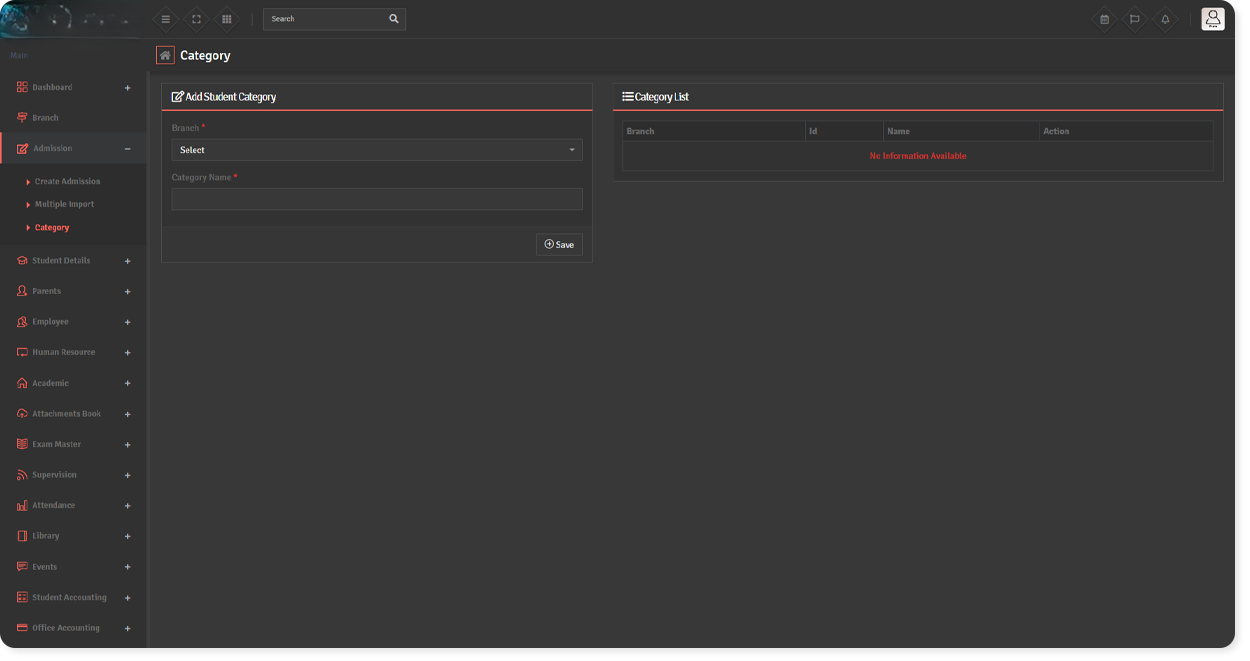 Search
Main
Category
Dashboard
Branch
Admission
Create Admission
Multiple Import
Category
Student Details
Parents
Employee
Human Resource
Academic
Attachments Book
Exam Master
Supervision
Attendance
Library
Events
Student Accounting
Office Accounting
Add Student Category
Branch *
Select
Category Name *
Save
Category List
Branch Id Name Action
No Information Available